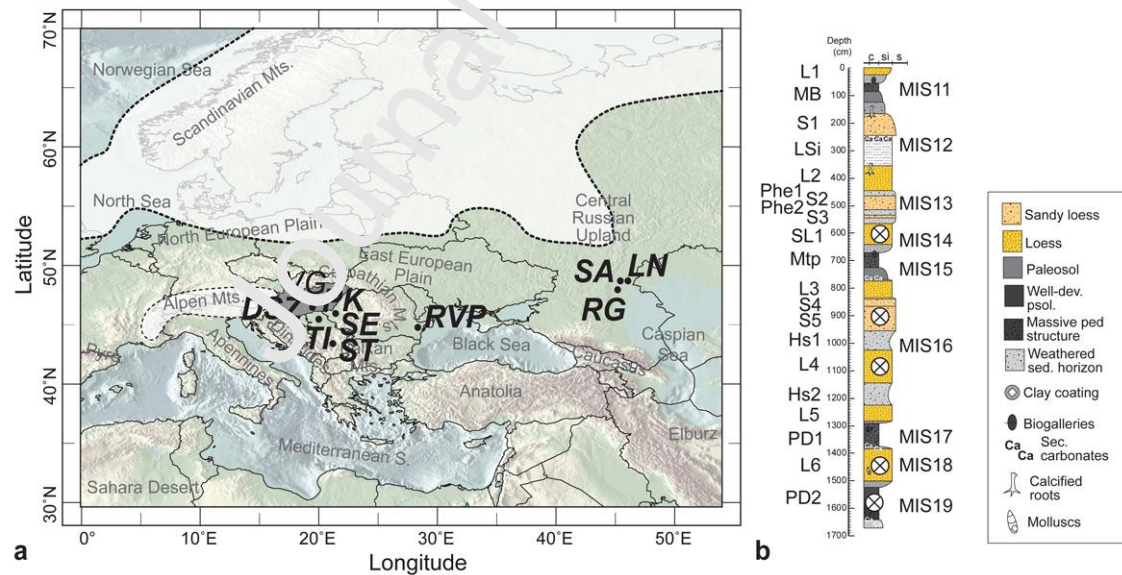 Journal
70°N
60°N
50°N
40°N
30°N
Latitude
Norwegian Sea
Scandinavian Mts.
North Sea
North European Plain
Central
Russian
Upland
East European
Plain
Alpen Mts.
Apennines
Black Sea
Caspian
Sea
Caucasus
Anatolia
Elburz
Mediterranean S.
Sahara Desert
SA
LN
RG
RVP
SE
TI
ST
0°
10°E
20°E
30°E
40°E
50°E
Longitude
a
Depth
(cm)
c si s
0
100
200
300
400
500
600
700
800
900
1000
1100
1200
1300
1400
1500
1600
1700
L1
MB
S1
LSi
L2
Phe1
S2
Phe2
S3
SL1
Mtp
L3
S4
S5
Hs1
L4
Hs2
L5
PD1
L6
PD2
Ca Ca Ca
MIS11
MIS12
MIS13
MIS14
MIS15
MIS16
MIS17
MIS18
MIS19
b
Sandy loess
Loess
Paleosol
Well-dev.
psol.
Massive ped
structure
Weathered
sed. horizon
Clay coating
Biogalleries
Ca Sec.
Ca carbonates
Calcified
roots
Molluscs